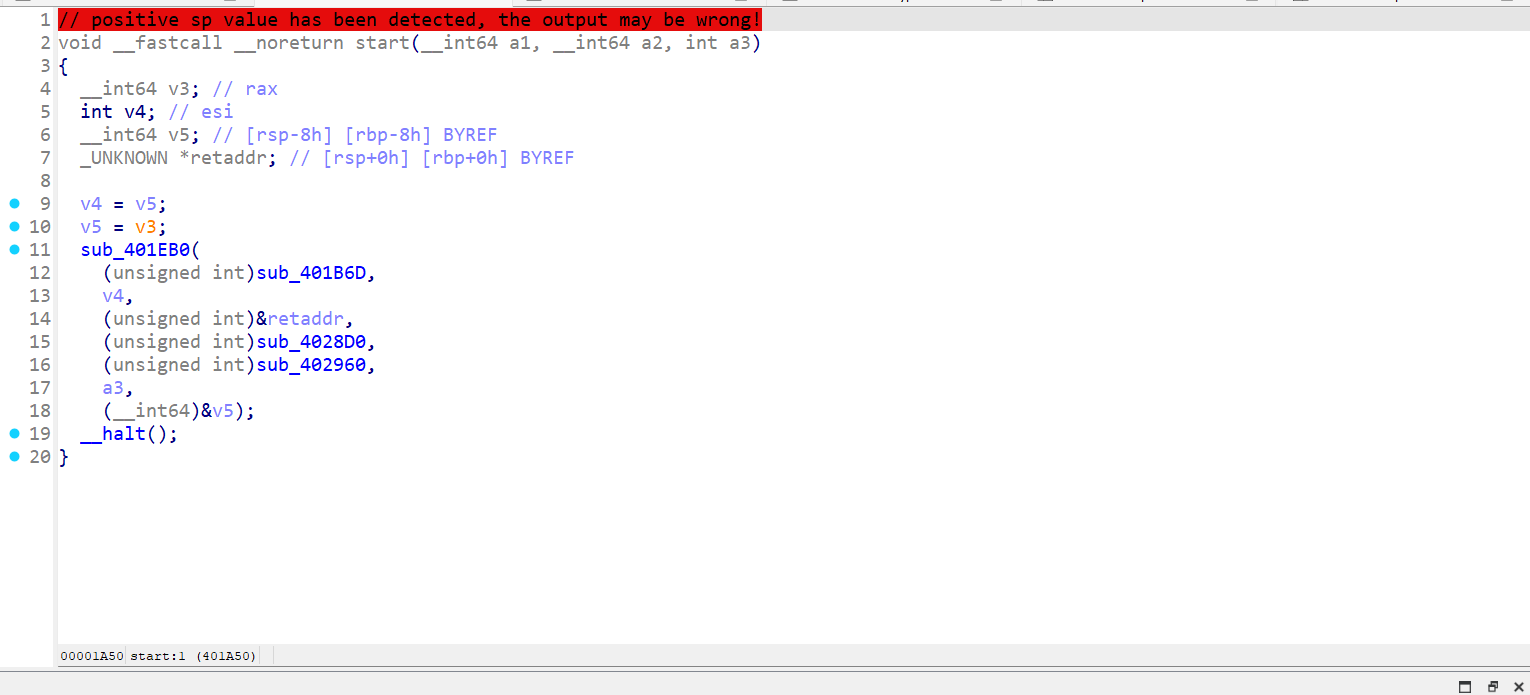 1 // positive sp value has been detected, the output may be wrong!
2 void __fastcall __noreturn start(__int64 a1, __int64 a2, int a3)
3 {
4   __int64 v3; // rax
5   int v4; // esi
6   __int64 v5; // [rsp-8h] [rbp-8h] BYREF
7   _UNKNOWN *retaddr; // [rsp+0h] [rbp+0h] BYREF
8
9   v4 = v5;
10   v5 = v3;
11   sub_401EB0(
12     (unsigned int)sub_401B6D,
13     v4,
14     (unsigned int)&retaddr,
15     (unsigned int)sub_4028D0,
16     (unsigned int)sub_402960,
17     a3,
18     (__int64)&v5);
19   __halt();
20 }
00001A50 start:1 (401A50)